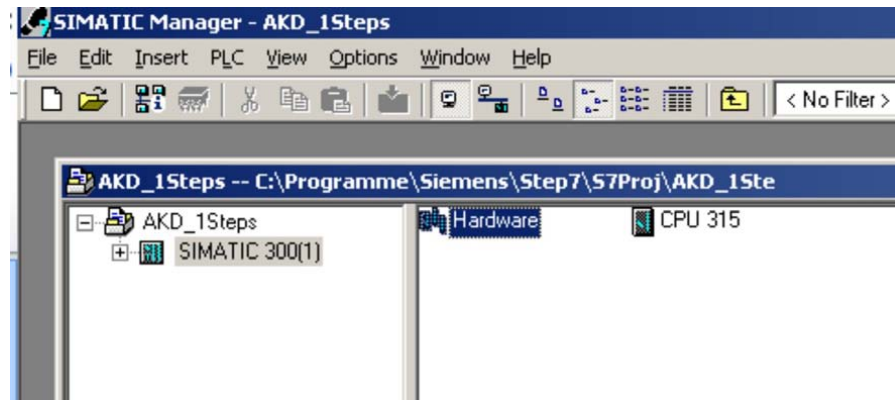 SIMATIC Manager - AKD_1Steps
File Edit Insert PLC View Options Window Help
< No Filter >
AKD_1Steps -- C:\Programme\Siemens\Step7\S7Proj\AKD_1Ste
AKD_1Steps
Hardware
CPU 315
SIMATIC 300(1)